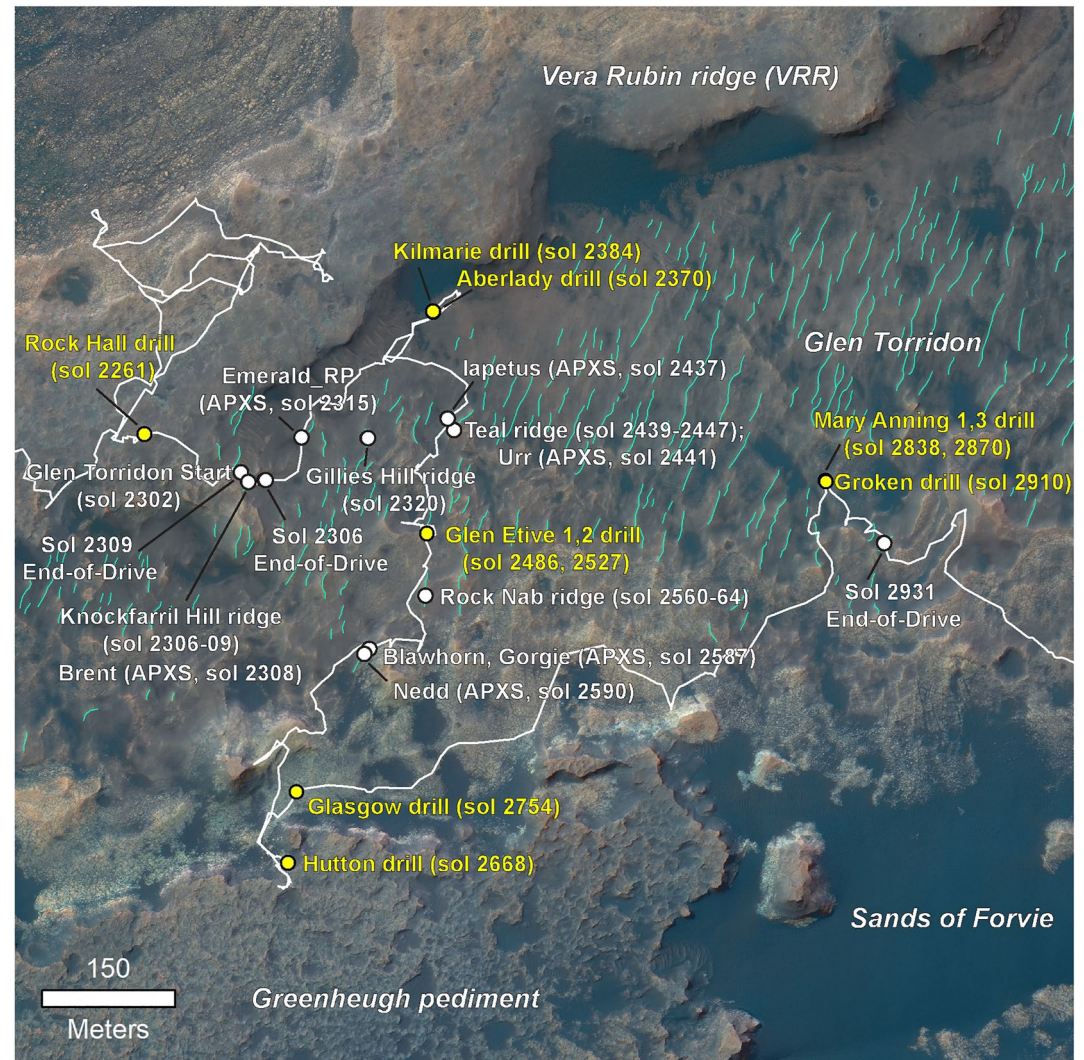 Vera Rubin ridge (VRR)
Kilmarie drill (sol 2384)
Aberlady drill (sol 2370)
Rock Hall drill
(sol 2261)
Glen Torridon
Emerald_RP
(APXS, sol 2315)
Iapetus (APXS, sol 2437)
Teal ridge (sol 2439-2447);
Urr (APXS, sol 2441)
Mary Anning 1,3 drill
(sol 2838, 2870)
Groken drill (sol 2910)
Glen Torridon Start
(sol 2302)
Gillies Hill ridge
(sol 2320)
Sol 2309
End-of-Drive
Sol 2306
End-of-Drive
Glen Etive 1,2 drill
(sol 2486, 2527)
Rock Nab ridge (sol 2560-64)
Sol 2931
End-of-Drive
Knockfarril Hill ridge
(sol 2306-09)
Brent (APXS, sol 2308)
Blawhorn, Gorgie (APXS, sol 2587)
Nedd (APXS, sol 2590)
Glasgow drill (sol 2754)
Hutton drill (sol 2668)
Sands of Forvie
Greenheugh pediment
150
Meters